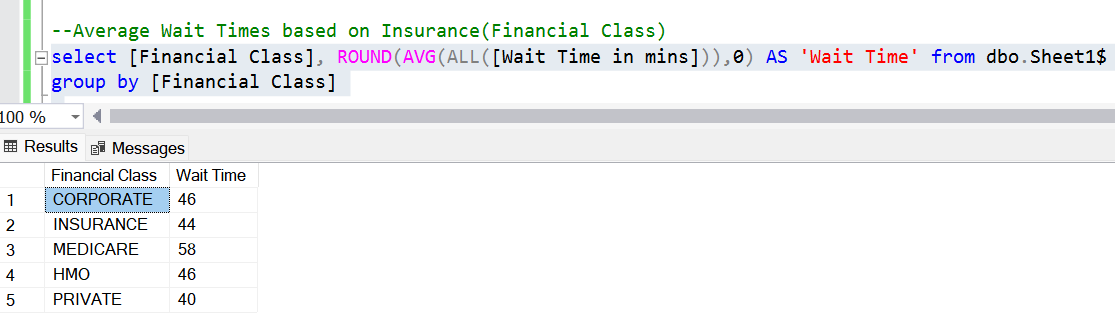 --Average Wait Times based on Insurance(Financial Class)
select [Financial Class], ROUND(AVG(ALL([Wait Time in mins])),0) AS 'Wait Time' from dbo.Sheet1$
group by [Financial Class]
100 %
Results Messages
Financial Class Wait Time
1 CORPORATE 46
2 INSURANCE 44
3 MEDICARE 58
4 HMO 46
5 PRIVATE 40